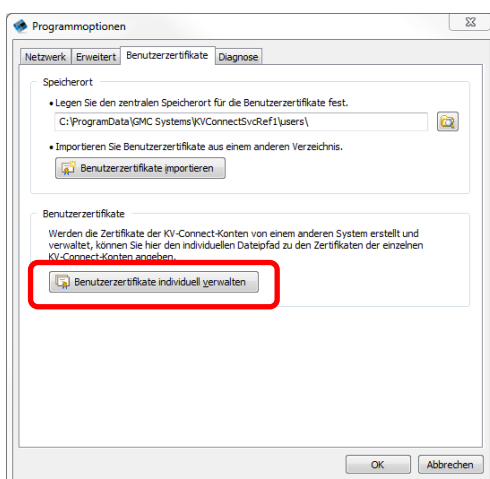 Programmoptionen
Netzwerk Erweitert Benutzerzertifikate Diagnose
Speicherort
• Legen Sie den zentralen Speicherort für die Benutzerzertifikate fest.
C:\ProgramData\GMC Systems\KVConnectSvcRef1\users\
• Importieren Sie Benutzerzertifikate aus einem anderen Verzeichnis.
Benutzerzertifikate importieren
Benutzerzertifikate
Werden die Zertifikate der KV-Connect-Konten von einem anderen System erstellt und
verwaltet, können Sie hier den individuellen Dateipfad zu den Zertifikaten der einzelnen
KV-Connect-Konten angeben.
Benutzerzertifikate individuell verwalten
OK Abbrechen